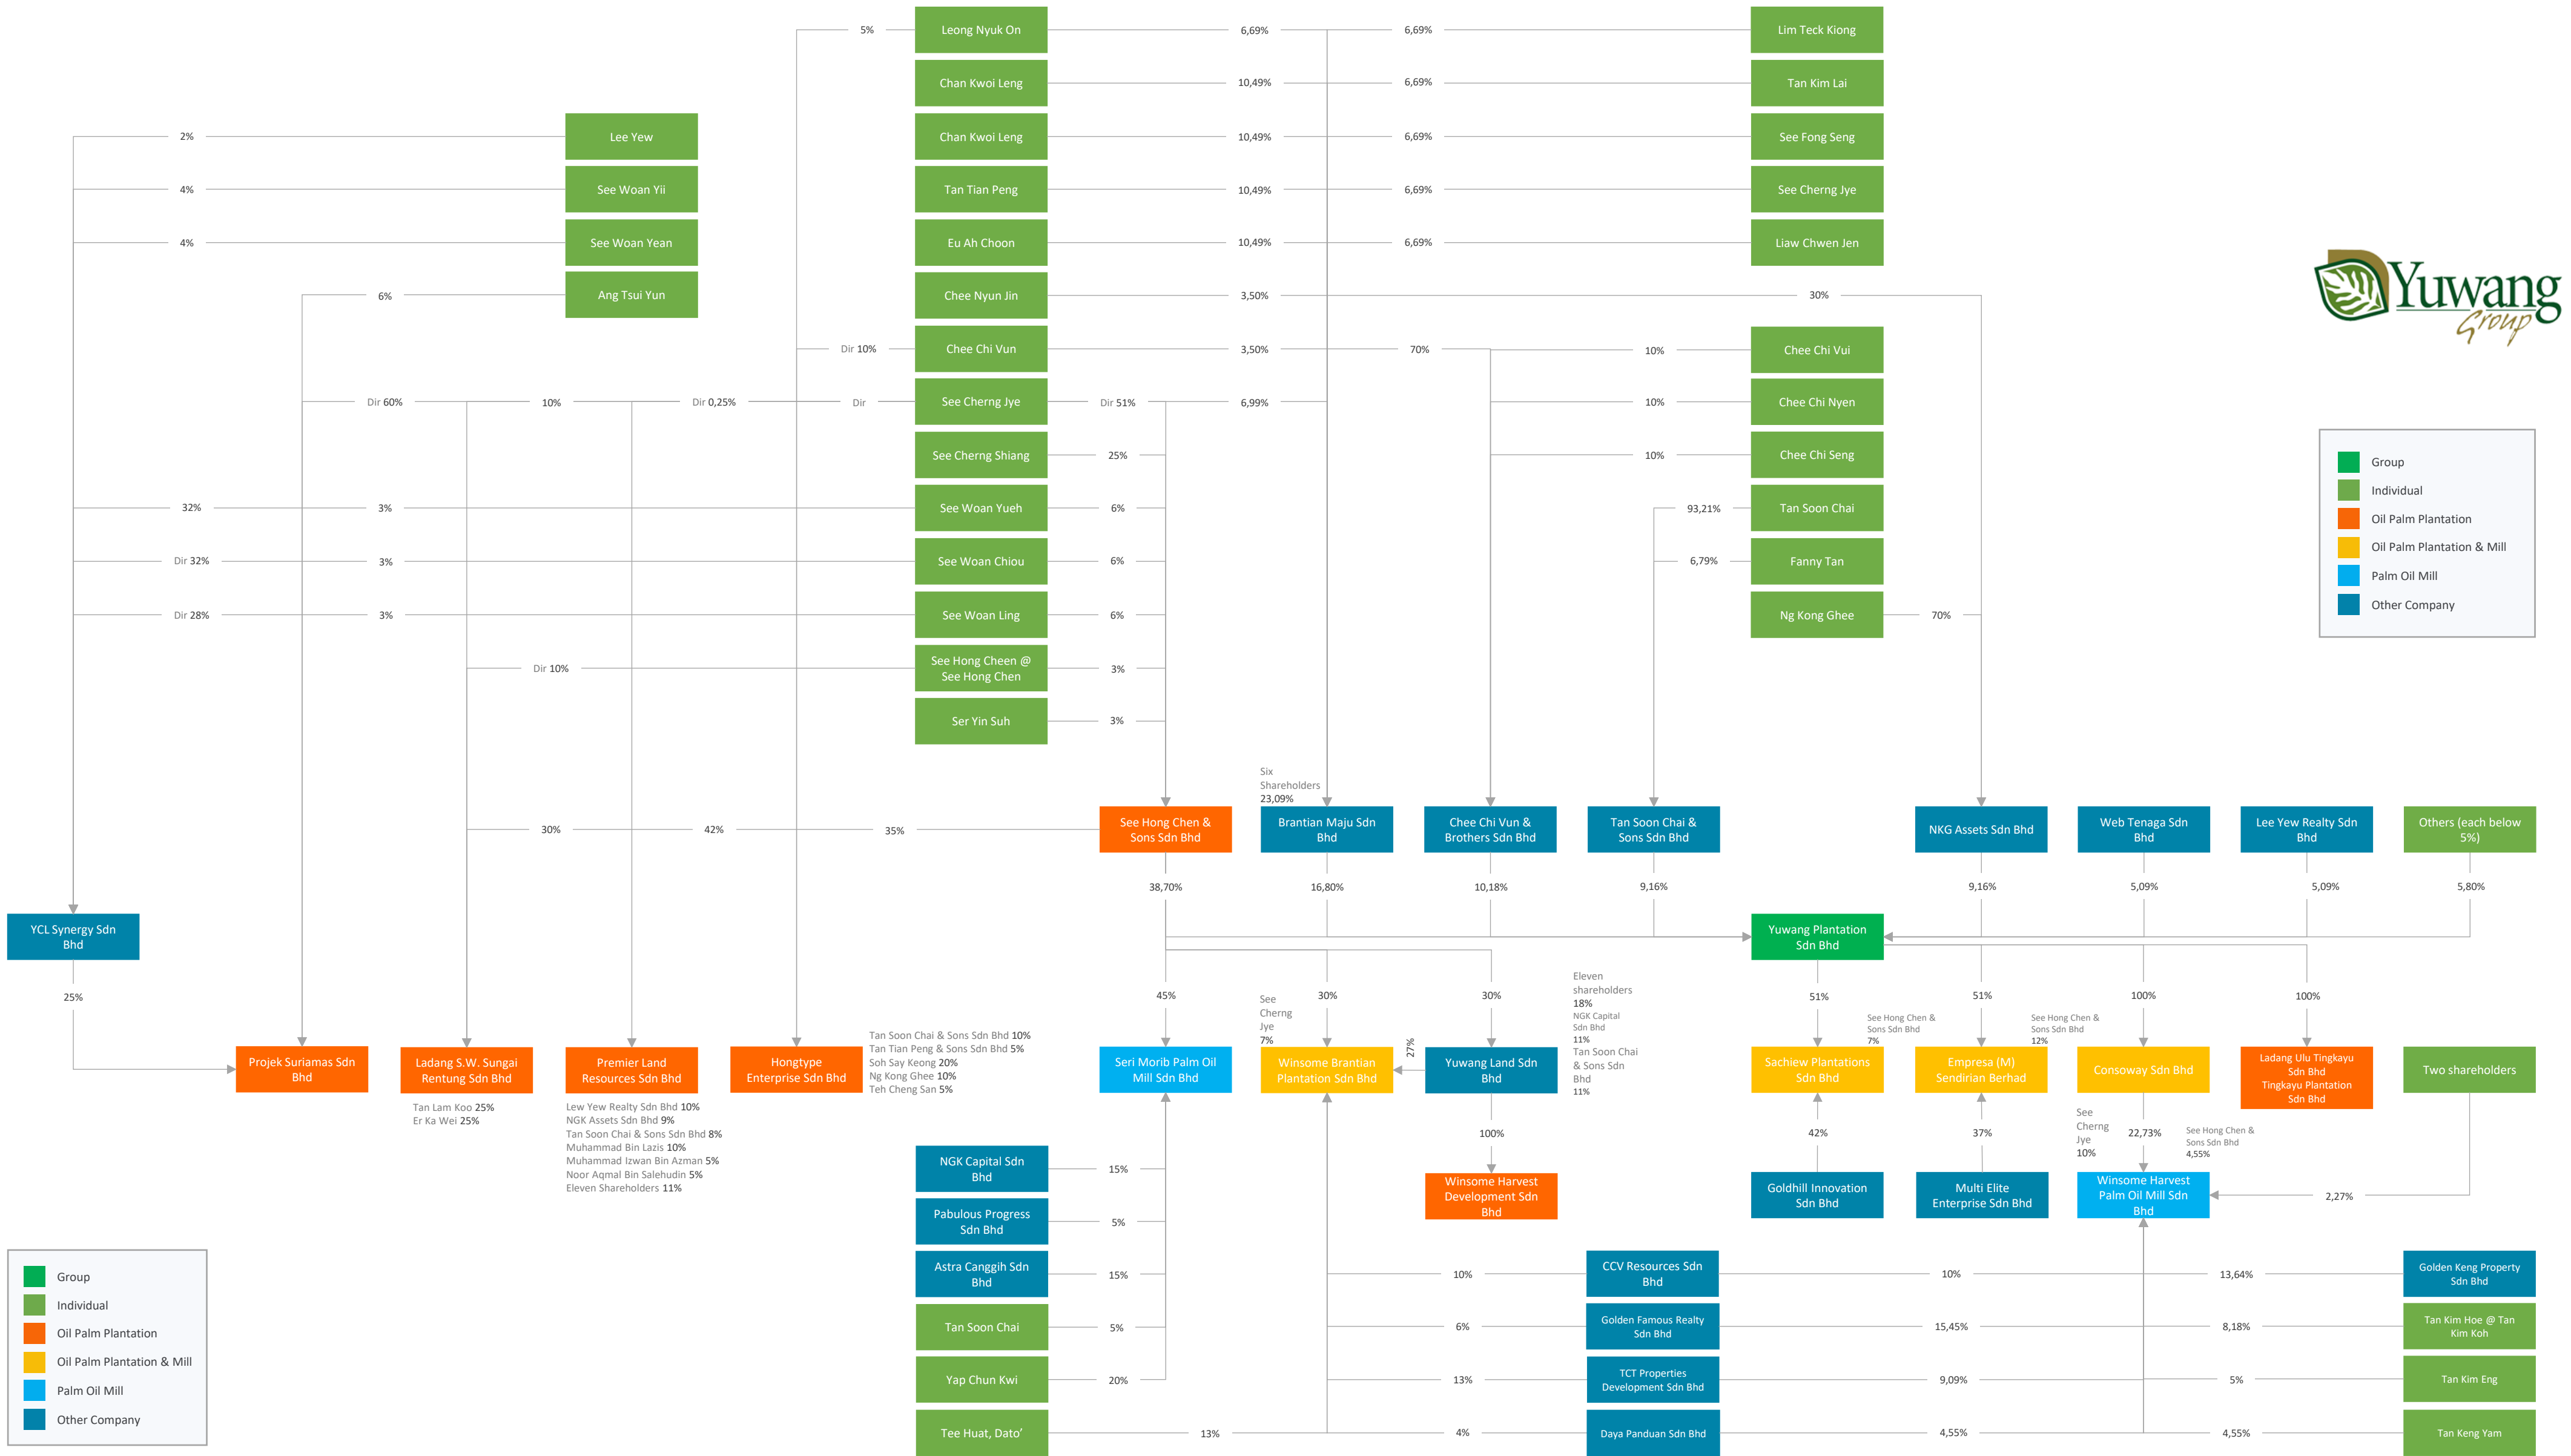 5%
Leong Nyuk On
6,69%
6,69%
Lim Teck Kiong
Chan Kwoi Leng
10,49%
6,69%
Tan Kim Lai
2%
Lee Yew
Chan Kwoi Leng
10,49%
6,69%
See Fong Seng
4%
See Woan Yii
Tan Tian Peng
10,49%
6,69%
See Cherng Jye
4%
See Woan Yean
Eu Ah Choon
10,49%
6,69%
Liaw Chwen Jen
6%
Ang Tsui Yun
Chee Nyun Jin
3,50%
30%
Yuwang
Group
Dir 10%
Chee Chi Vun
3,50%
70%
10%
Chee Chi Vui
Dir 60%
10%
Dir 0,25%
Dir
See Cherng Jye
Dir 51%
6,99%
10%
Chee Chi Nyen
See Cherng Shiang
25%
10%
Chee Chi Seng
Group
Individual
Oil Palm Plantation
Oil Palm Plantation & Mill
Palm Oil Mill
Other Company
32%
3%
See Woan Yueh
6%
93,21%
Tan Soon Chai
Dir 32%
3%
See Woan Chiou
6%
6,79%
Fanny Tan
Dir 28%
3%
See Woan Ling
6%
Ng Kong Ghee
70%
Dir 10%
See Hong Cheen @
See Hong Chen
3%
Ser Yin Suh
3%
Six
Shareholders
23,09%
30%
42%
35%
See Hong Chen &
Sons Sdn Bhd
Brantian Maju Sdn
Bhd
Chee Chi Vun &
Brothers Sdn Bhd
Tan Soon Chai &
Sons Sdn Bhd
NKG Assets Sdn Bhd
Web Tenaga Sdn
Bhd
Lee Yew Realty Sdn
Bhd
Others (each below
5%)
38,70%
16,80%
10,18%
9,16%
9,16%
5,09%
5,09%
5,80%
YCL Synergy Sdn
Bhd
Yuwang Plantation
Sdn Bhd
25%
45%
See
Cherng
Jye
7%
30%
27%
30%
Eleven
shareholders
18%
NGK Capital
Sdn Bhd
11%
Tan Soon Chai
& Sons Sdn
Bhd
11%
51%
See Hong Chen &
Sons Sdn Bhd
7%
51%
See Hong Chen &
Sons Sdn Bhd
12%
100%
100%
Projek Suriamas Sdn
Bhd
Ladang S.W. Sungai
Rentung Sdn Bhd
Premier Land
Resources Sdn Bhd
Hongtype
Enterprise Sdn Bhd
Tan Soon Chai & Sons Sdn Bhd 10%
Tan Tian Peng & Sons Sdn Bhd 5%
Soh Say Keong 20%
Ng Kong Ghee 10%
Teh Cheng San 5%
Seri Morib Palm Oil
Mill Sdn Bhd
Winsome Brantian
Plantation Sdn Bhd
Yuwang Land Sdn
Bhd
Sachiew Plantations
Sdn Bhd
Empresa (M)
Sendirian Berhad
Consoway Sdn Bhd
Ladang Ulu Tingkayu
Sdn Bhd
Tingkayu Plantation
Sdn Bhd
Two shareholders
Tan Lam Koo 25%
Er Ka Wei 25%
Lew Yew Realty Sdn Bhd 10%
NGK Assets Sdn Bhd 9%
Tan Soon Chai & Sons Sdn Bhd 8%
Muhammad Bin Lazis 10%
Muhammad Izwan Bin Azman 5%
Noor Aqmal Bin Salehudin 5%
Eleven Shareholders 11%
100%
42%
37%
See
Cherng
Jye
10%
22,73%
See Hong Chen &
Sons Sdn Bhd
4,55%
NGK Capital Sdn
Bhd
15%
Winsome Harvest
Development Sdn
Bhd
Goldhill Innovation
Sdn Bhd
Multi Elite
Enterprise Sdn Bhd
Winsome Harvest
Palm Oil Mill Sdn
Bhd
2,27%
Pabulous Progress
Sdn Bhd
5%
Astra Canggih Sdn
Bhd
15%
10%
CCV Resources Sdn
Bhd
10%
13,64%
Golden Keng Property
Sdn Bhd
Tan Soon Chai
5%
6%
Golden Famous Realty
Sdn Bhd
15,45%
8,18%
Tan Kim Hoe @ Tan
Kim Koh
Yap Chun Kwi
20%
13%
TCT Properties
Development Sdn Bhd
9,09%
5%
Tan Kim Eng
Tee Huat, Dato'
13%
4%
Daya Panduan Sdn Bhd
4,55%
4,55%
Tan Keng Yam
Group
Individual
Oil Palm Plantation
Oil Palm Plantation & Mill
Palm Oil Mill
Other Company